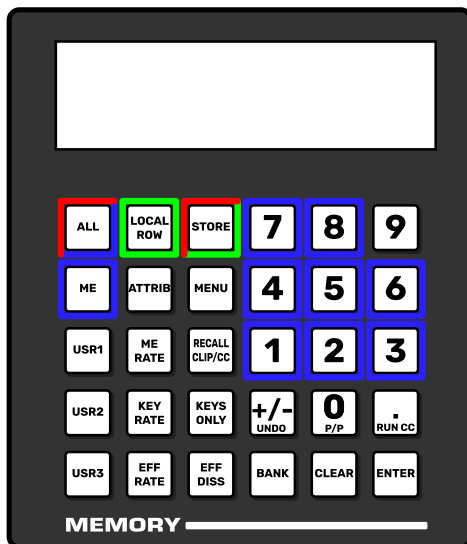 ALL
LOCAL
ROW
STORE
7
8
9
ME
ATTRIB
MENU
4
5
6
USR1
ME
RATE
RECALL
CLIP/CC
1
2
3
USR2
KEY
RATE
KEYS
ONLY
+/-
UNDO
0
P/P
.
RUN CC
USR3
EFF
RATE
EFF
DISS
BANK
CLEAR
ENTER
MEMORY